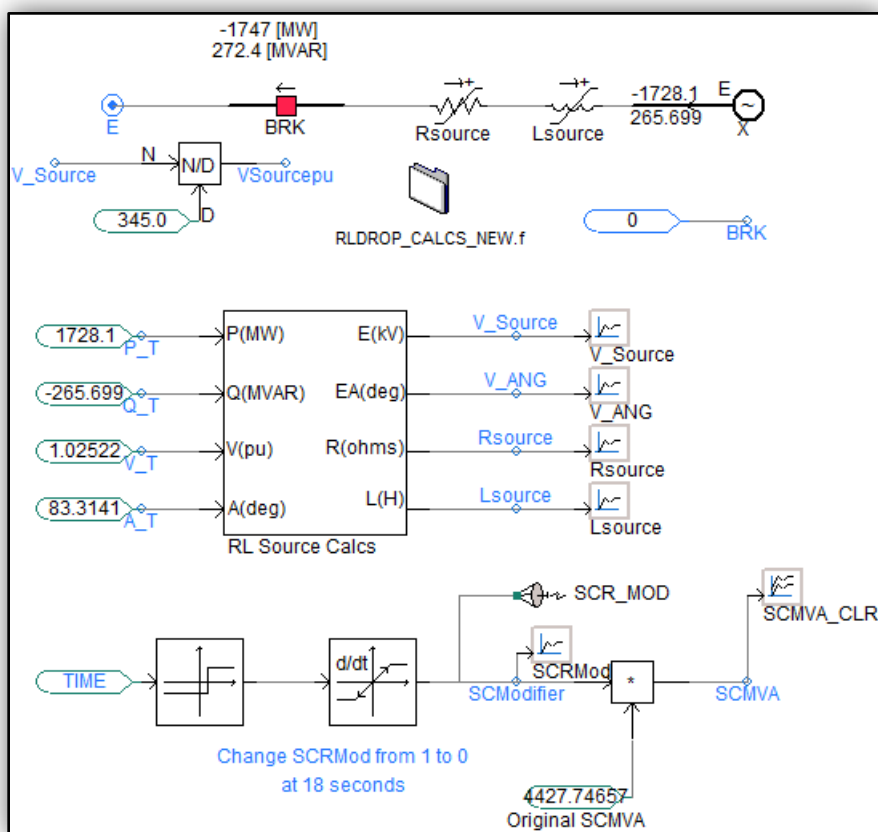 -1747 [MW]
272.4 [MVAR]
E
BRK
Rsource
Lsource
-1728.1
265.699
E
~
X
V_Source
N
N/D
VSourcepu
345.0
D
RLDROP_CALCS_NEW.f
0
BRK
1728.1
P_T
P(MW)
E(kV)
V_Source
V_Source
-265.699
Q_T
Q(MVAR)
EA(deg)
V_ANG
V_ANG
1.02522
V_T
V(pu)
R(ohms)
Rsource
Rsource
83.3141
A_T
A(deg)
L(H)
Lsource
Lsource
RL Source Calcs
SCR_MOD
SCMVA_CLR
TIME
d/dt
SCRMod
SCModifier
*
SCMVA
Change SCRMod from 1 to 0
at 18 seconds
4427.74657
Original SCMVA